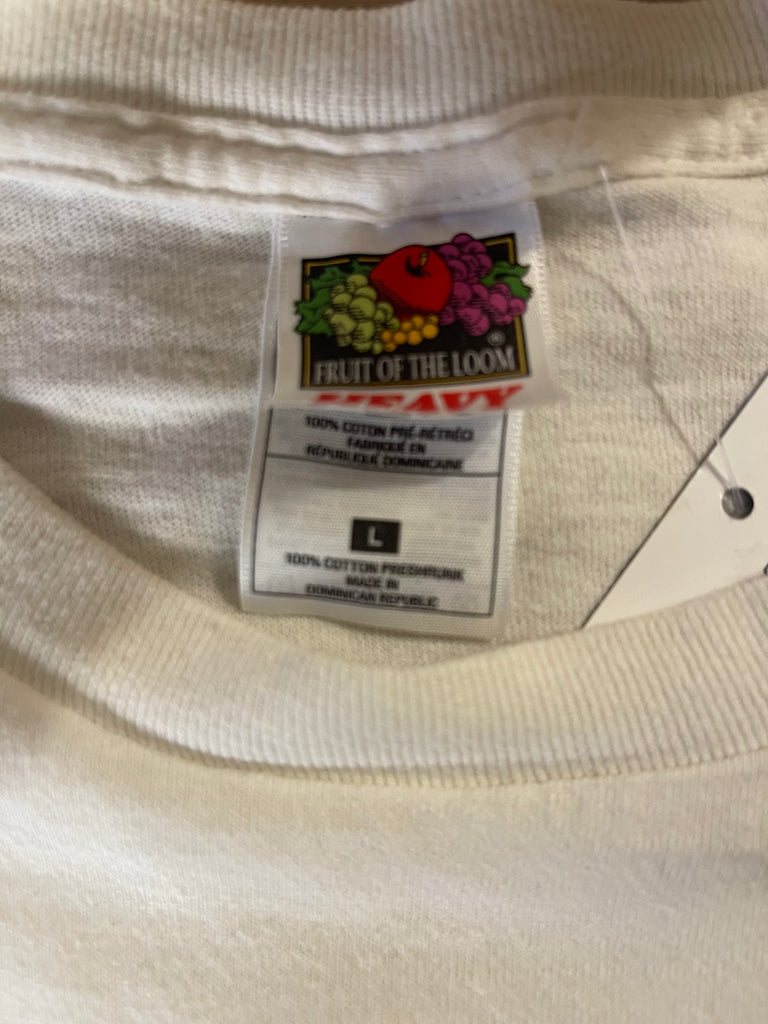 ®
FRUIT OF THE LOOM
HEAVY
100% COTON PRÉ-RÉTRÉCI
FABRIQUÉ EN
RÉPUBLIQUE DOMINICAINE
L
100% COTTON PRESHRUNK
MADE IN
DOMINICAN REPUBLIC